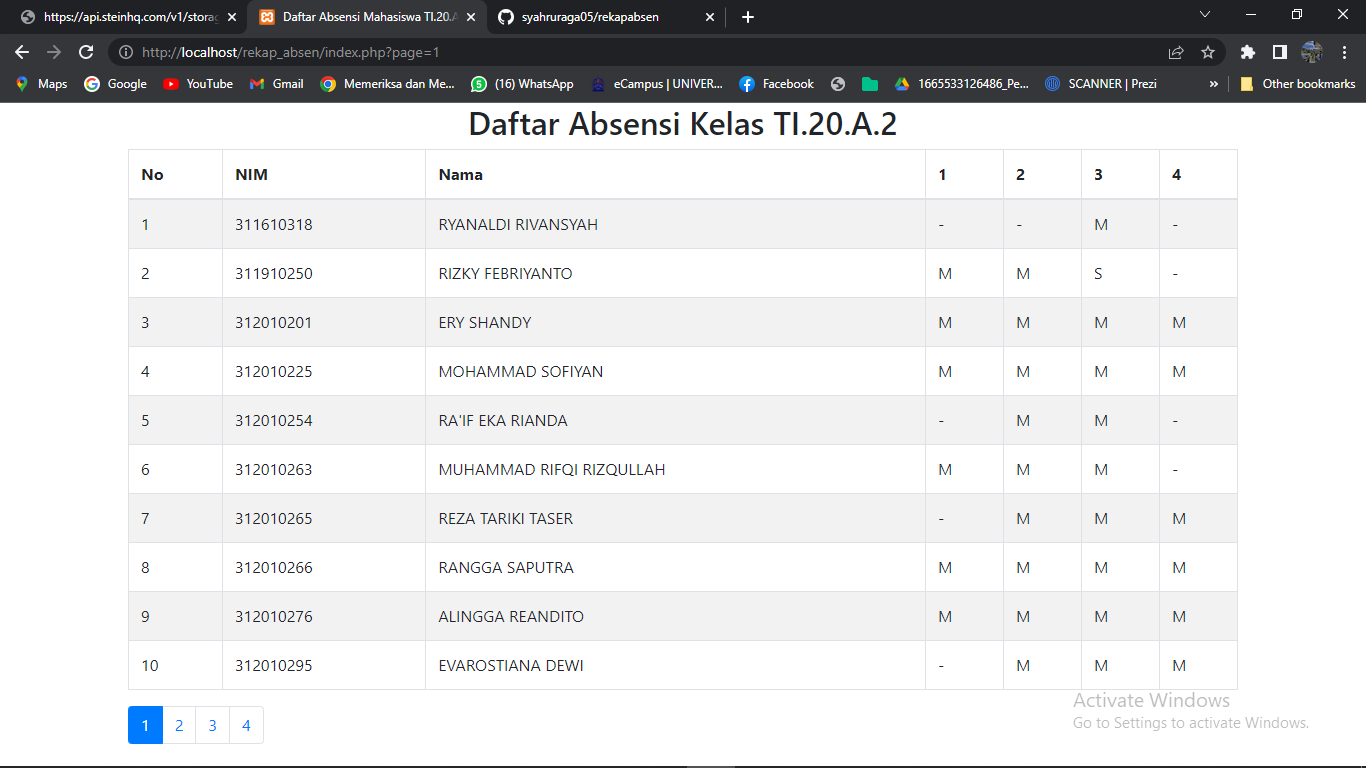 https://api.steinhq.com/v1/storag
Daftar Absensi Mahasiswa TI.20.A
syahruraga05/rekapabsen
http://localhost/rekap_absen/index.php?page=1
Maps Google YouTube Gmail Memeriksa dan Me... (16) WhatsApp eCampus | UNIVER... Facebook 1665533126486_Pe... SCANNER | Prezi » Other bookmarks
Daftar Absensi Kelas TI.20.A.2
No NIM Nama 1 2 3 4
1 311610318 RYANALDI RIVANSYAH - - M -
2 311910250 RIZKY FEBRIYANTO M M S -
3 312010201 ERY SHANDY M M M M
4 312010225 MOHAMMAD SOFIYAN M M M M
5 312010254 RA'IF EKA RIANDA - M M -
6 312010263 MUHAMMAD RIFQI RIZQULLAH M M M -
7 312010265 REZA TARIKI TASER - M M M
8 312010266 RANGGA SAPUTRA M M M M
9 312010276 ALINGGA REANDITO M M M M
10 312010295 EVAROSTIANA DEWI - M M M
1 2 3 4
Activate Windows
Go to Settings to activate Windows.